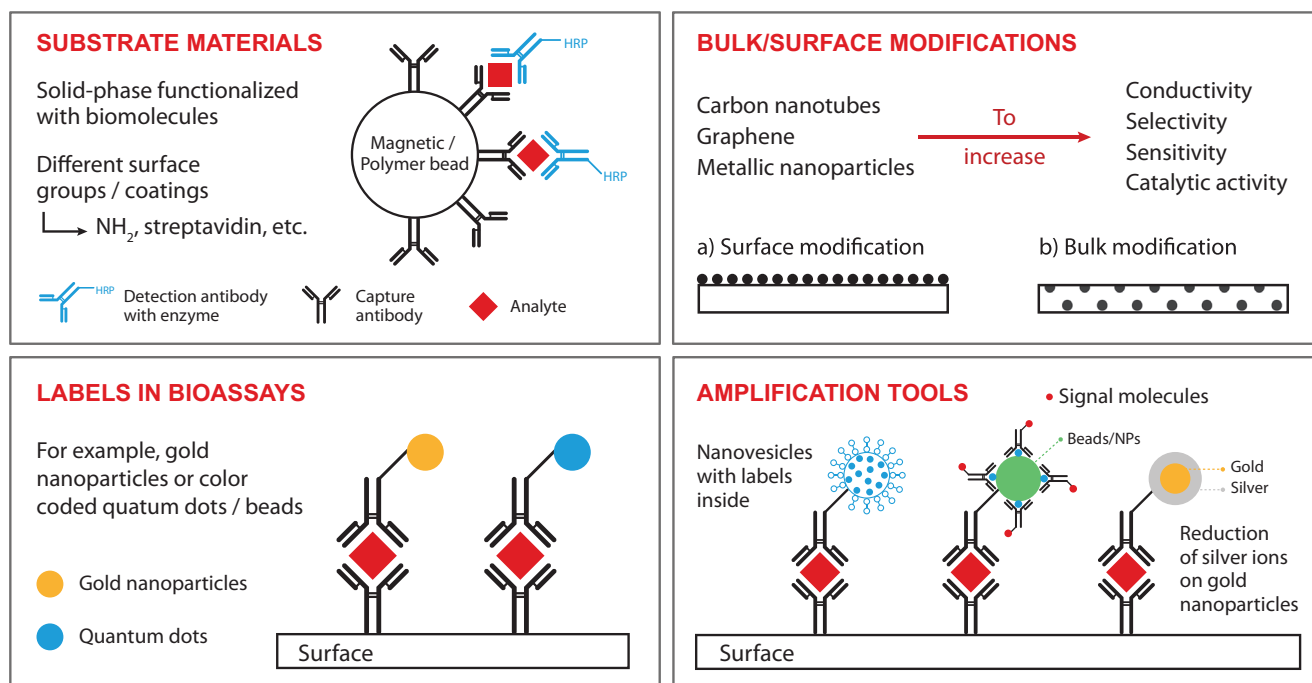 SUBSTRATE MATERIALS
Solid-phase functionalized
with biomolecules
Different surface
groups / coatings
NH₂, streptavidin, etc.
HRP
Magnetic /
Polymer bead
HRP
HRP
Detection antibody
with enzyme
Capture
antibody
Analyte
BULK/SURFACE MODIFICATIONS
Carbon nanotubes
Graphene
Metallic nanoparticles
To
increase
Conductivity
Selectivity
Sensitivity
Catalytic activity
a) Surface modification
b) Bulk modification
LABELS IN BIOASSAYS
For example, gold
nanoparticles or color
coded quatum dots / beads
Gold nanoparticles
Quantum dots
Surface
AMPLIFICATION TOOLS
Signal molecules
Nanovesicles
with labels
inside
Beads/NPs
Gold
Silver
Reduction
of silver ions
on gold
nanoparticles
Surface